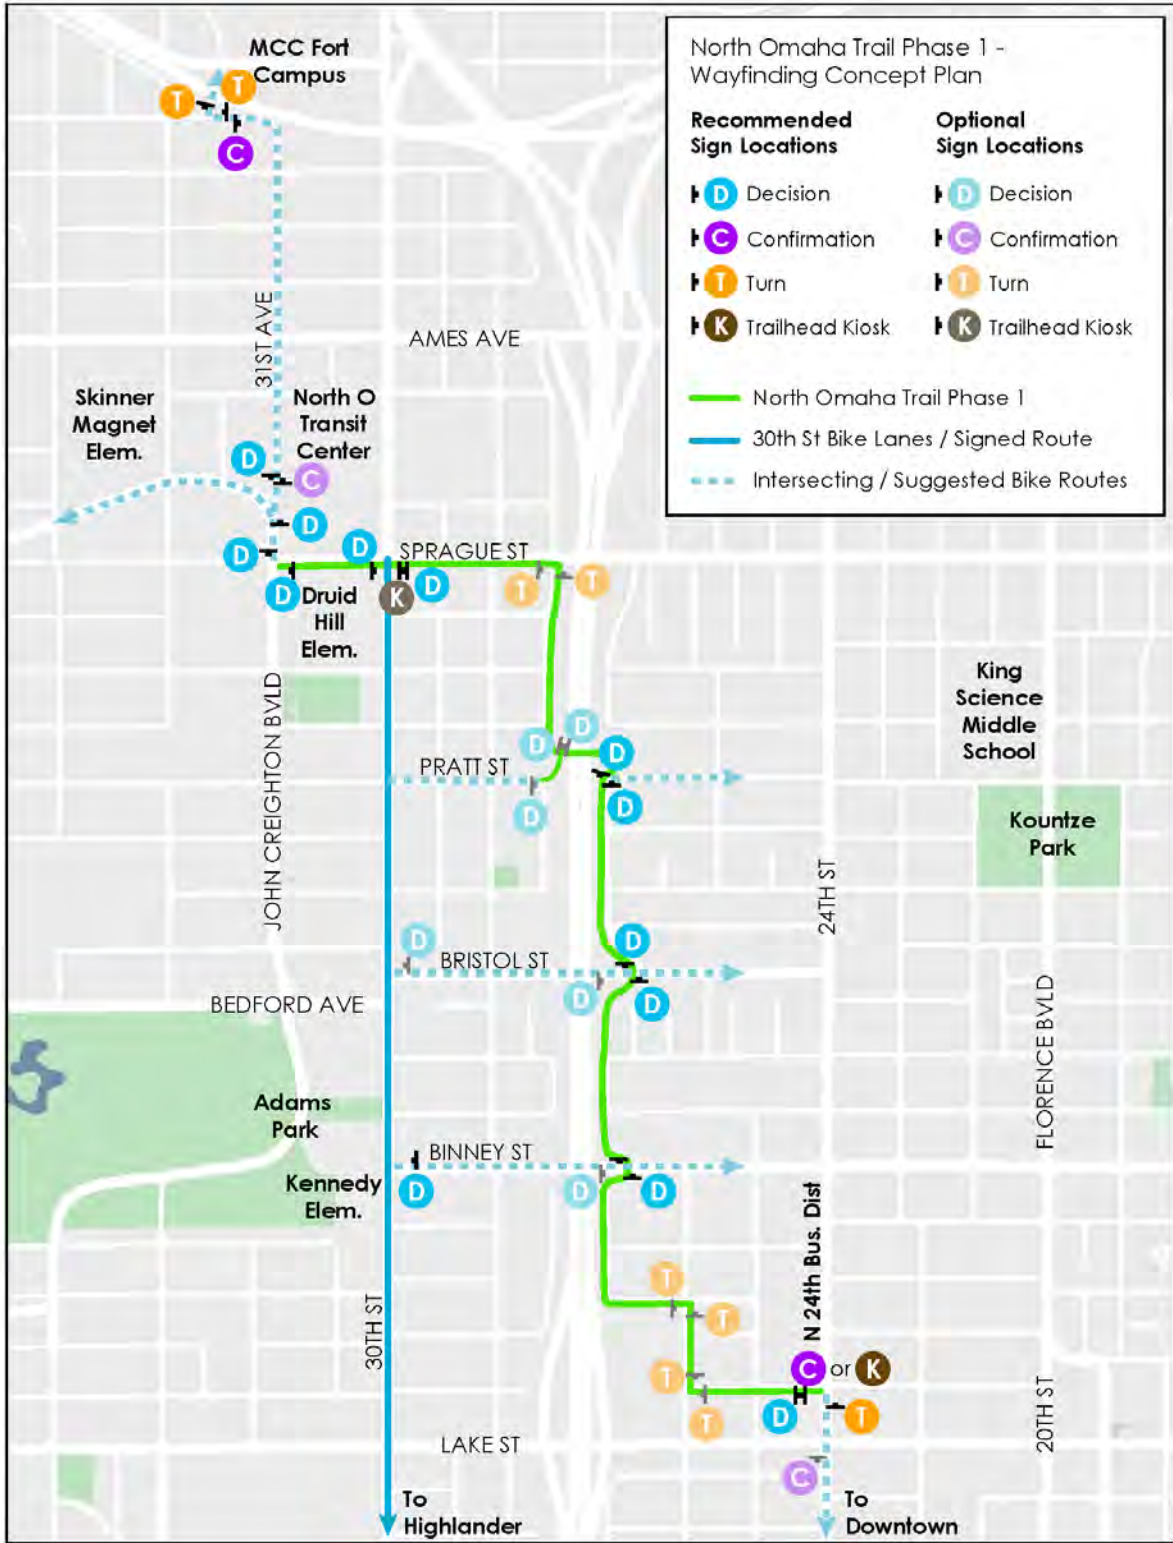 MCC Fort
Campus
T
T
C
North Omaha Trail Phase 1 -
Wayfinding Concept Plan
Recommended
Sign Locations
Optional
Sign Locations
D Decision
D Decision
C Confirmation
C Confirmation
T Turn
T Turn
K Trailhead Kiosk
K Trailhead Kiosk
North Omaha Trail Phase 1
30th St Bike Lanes / Signed Route
Intersecting / Suggested Bike Routes
31ST AVE
AMES AVE
Skinner
Magnet
Elem.
North O
Transit
Center
D
C
D
D
D
SPRAGUE ST
D
K
D
T
T
Druid
Hill
Elem.
JOHN CREIGHTON BVLD
King
Science
Middle
School
D
D
D
PRATT ST
D
D
Kountze
Park
24TH ST
D
D
BRISTOL ST
D
D
BEDFORD AVE
FLORENCE BVLD
Adams
Park
BINNEY ST
Kennedy
Elem.
D
D
D
N 24th Bus. Dist
T
T
30TH ST
T
T
C or K
D
T
20TH ST
LAKE ST
C
To
Highlander
To
Downtown